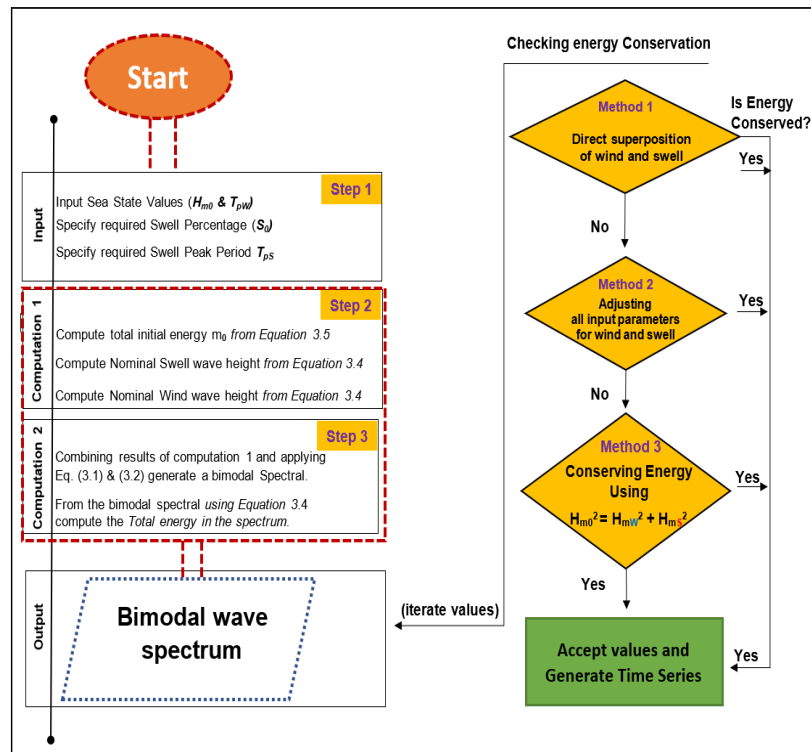 Start
Input
Step 1
Input Sea State Values (Hm0 & TpW)
Specify required Swell Percentage (S0)
Specify required Swell Peak Period TpS
Computation 1
Step 2
Compute total initial energy m0 from Equation 3.5
Compute Nominal Swell wave height from Equation 3.4
Compute Nominal Wind wave height from Equation 3.4
Computation 2
Step 3
Combining results of computation 1 and applying
Eq. (3.1) & (3.2) generate a bimodal Spectral.
From the bimodal spectral using Equation 3.4
compute the Total energy in the spectrum.
Output
Bimodal wave
spectrum
(iterate values)
Checking energy Conservation
Method 1
Direct superposition
of wind and swell
Is Energy
Conserved?
Yes
No
Method 2
Adjusting
all input parameters
for wind and swell
Yes
No
Method 3
Conserving Energy
Using
Hm0² = Hmw² + Hms²
Yes
Yes
Accept values and
Generate Time Series
Yes